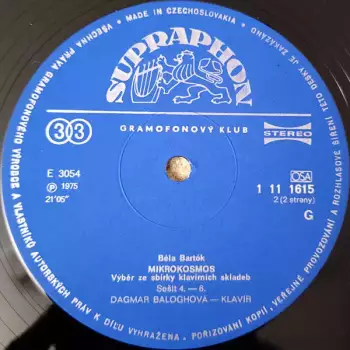 • MADE IN CZECHOSLOVAKIA •
VŠECHNA PRÁVA GRAMOFONOVÉHO VÝROBCE A VLASTNÍKŮ AUTORSKÝCH PRÁV K DÍLU VYHRAŽENA. POŘIZOVÁNÍ KOPIÍ, VEŘEJNÉ PROVOZOVÁNÍ A ROZHLASOVÉ ŠÍŘENÍ TÉTO DESKY JE ZAKÁZÁNO
SUPRAPHON
GRAMOFONOVÝ KLUB
33
STEREO
E 3054
Ⓟ 1975
21'05"
OSA
1 11 1615
2 (2 strany)
G
Béla Bartók
MIKROKOSMOS
Výběr ze sbírky klavírních skladeb
Sešit 4. – 6.
DAGMAR BALOGHOVÁ – KLAVÍR